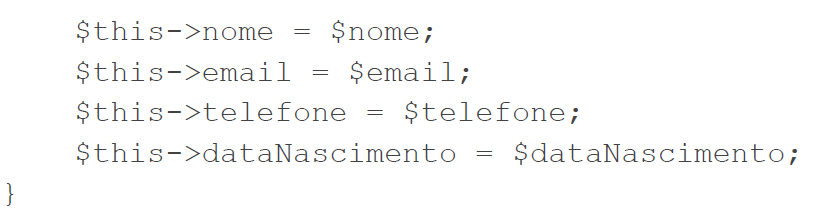 $this->nome = $nome;
$this->email = $email;
$this->telefone = $telefone;
$this->dataNascimento = $dataNascimento;
}